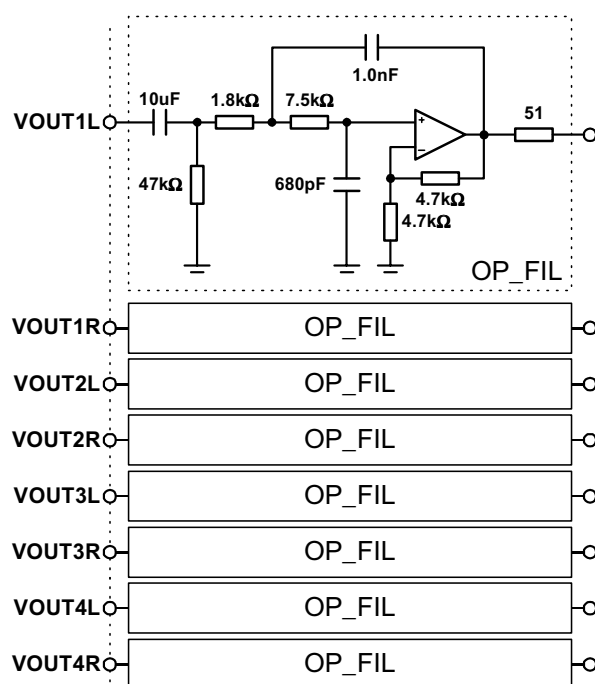 1.0nF
10uF
1.8kΩ
7.5kΩ
51
VOUT1L
+
−
47kΩ
680pF
4.7kΩ
4.7kΩ
OP_FIL
VOUT1R
OP_FIL
VOUT2L
OP_FIL
VOUT2R
OP_FIL
VOUT3L
OP_FIL
VOUT3R
OP_FIL
VOUT4L
OP_FIL
VOUT4R
OP_FIL